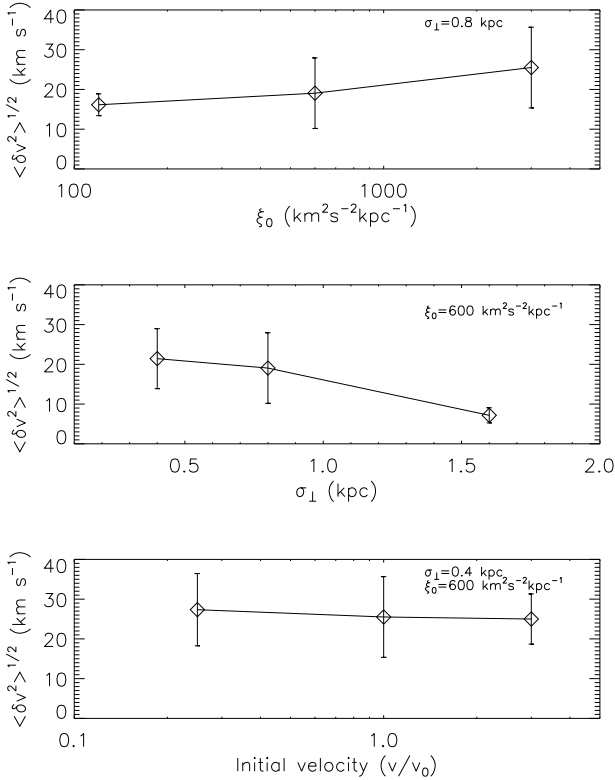 σ⊥=0.8 kpc
<δv²>^1/2 (km s⁻¹)
40
30
20
10
0
100 1000
ξ₀ (km²s⁻²kpc⁻¹)
ξ₀=600 km²s⁻²kpc⁻¹
<δv²>^1/2 (km s⁻¹)
40
30
20
10
0
0.5 1.0 1.5 2.0
σ⊥ (kpc)
σ⊥=0.4 kpc
ξ₀=600 km²s⁻²kpc⁻¹
<δv²>^1/2 (km s⁻¹)
40
30
20
10
0
0.1 1.0
Initial velocity (v/v₀)